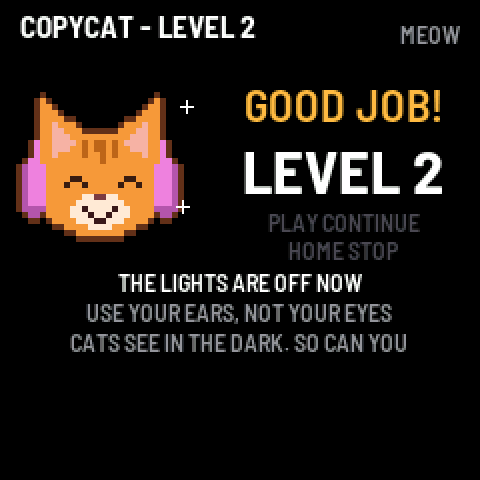 COPYCAT - LEVEL 2
MEOW
GOOD JOB!
LEVEL 2
PLAY CONTINUE
HOME STOP
THE LIGHTS ARE OFF NOW
USE YOUR EARS, NOT YOUR EYES
CATS SEE IN THE DARK. SO CAN YOU